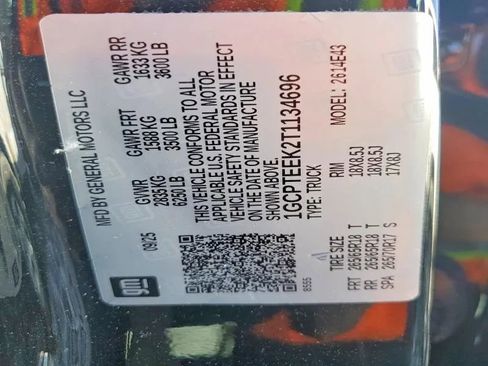 gm
MFD BY GENERAL MOTORS LLC
09/25
GVWR
GAWR FRT
GAWR RR
2835 KG
1588 KG
1633 KG
6250 LB
3500 LB
3600 LB
THIS VEHICLE CONFORMS TO ALL
APPLICABLE U.S. FEDERAL MOTOR
VEHICLE SAFETY STANDARDS IN EFFECT
ON THE DATE OF MANUFACTURE
SHOWN ABOVE.
1GCPTEEK2T1134696
TYPE: TRUCK
MODEL: 2614E43
TIRE SIZE
RIM
FRT 265/65R18 T 18X8.5J
RR 265/65R18 T 18X8.5J
SPA 265/70R17 S 17X8J